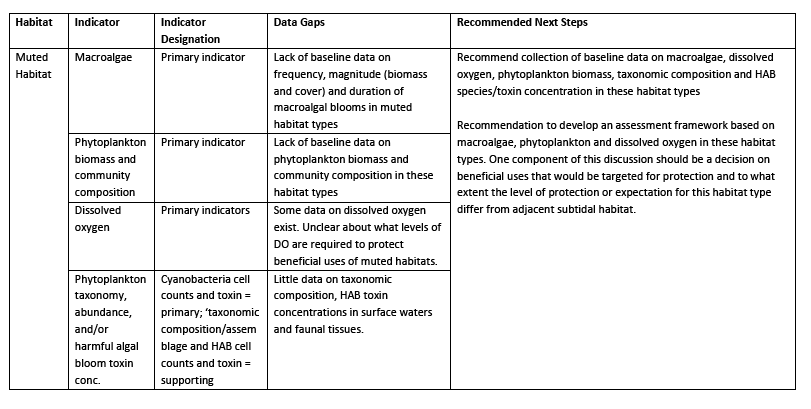 Habitat
Indicator
Indicator
Designation
Data Gaps
Recommended Next Steps
Muted
Habitat
Macroalgae
Primary indicator
Lack of baseline data on
frequency, magnitude (biomass
and cover) and duration of
macroalgal blooms in muted
habitat types
Recommend collection of baseline data on macroalgae, dissolved
oxygen, phytoplankton biomass, taxonomic composition and HAB
species/toxin concentration in these habitat types
Recommendation to develop an assessment framework based on
macroalgae, phytoplankton and dissolved oxygen in these habitat
types. One component of this discussion should be a decision on
beneficial uses that would be targeted for protection and to what
extent the level of protection or expectation for this habitat type
differ from adjacent subtidal habitat.
Phytoplankton
biomass and
community
composition
Primary indicator
Lack of baseline data on
phytoplankton biomass and
community composition in these
habitat types
Dissolved
oxygen
Primary indicators
Some data on dissolved oxygen
exist. Unclear about what levels of
DO are required to protect
beneficial uses of muted habitats.
Phytoplankton
taxonomy,
abundance,
and/or
harmful algal
bloom toxin
conc.
Cyanobacteria cell
counts and toxin =
primary; ‘taxonomic
composition/assem
blage and HAB cell
counts and toxin =
supporting
Little data on taxonomic
composition, HAB toxin
concentrations in surface waters
and faunal tissues.